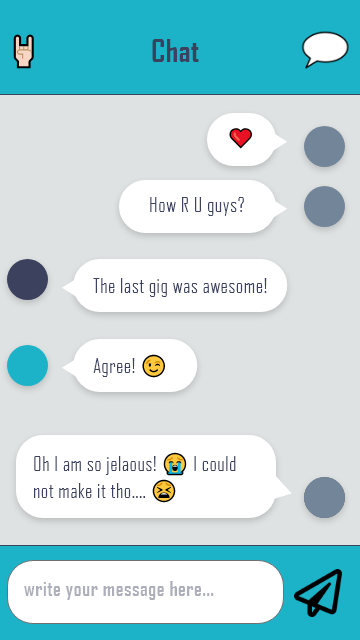 Chat
How R U guys?
The last gig was awesome!
Agree! 😉
Oh I am so jelaous! 😭 I could
not make it tho.... 😫
write your message here...